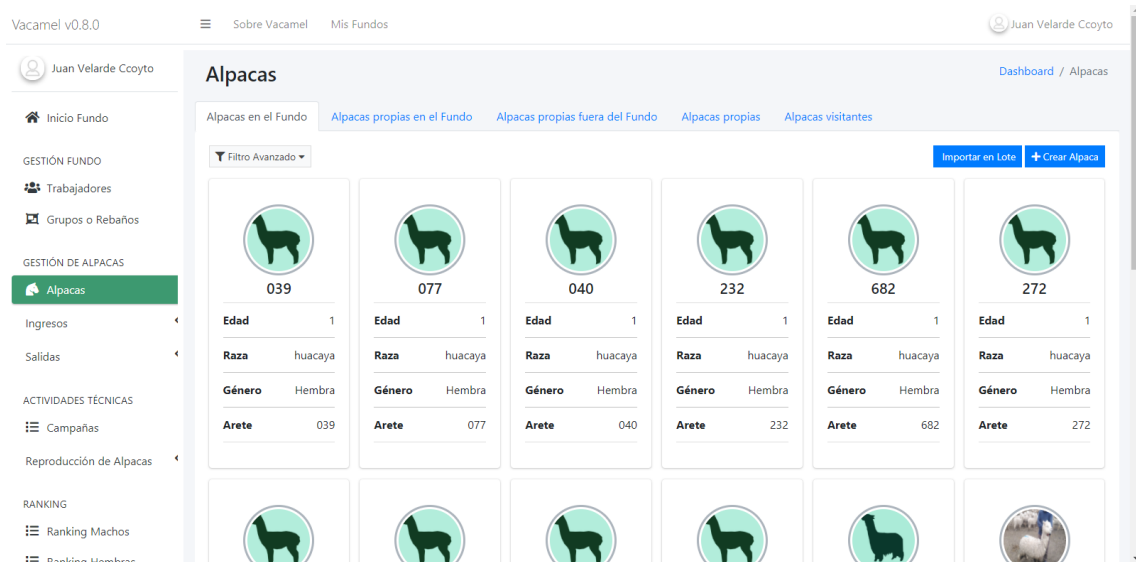 Vacamel v0.8.0
Sobre Vacamel Mis Fundos
Juan Velarde Ccoyto
Juan Velarde Ccoyto
Inicio Fundo
GESTIÓN FUNDO
Trabajadores
Grupos o Rebaños
GESTIÓN DE ALPACAS
Alpacas
Ingresos
Salidas
ACTIVIDADES TÉCNICAS
Campañas
Reproducción de Alpacas
RANKING
Ranking Machos
Ranking Hembras
Alpacas
Dashboard / Alpacas
Alpacas en el Fundo Alpacas propias en el Fundo Alpacas propias fuera del Fundo Alpacas propias Alpacas visitantes
Filtro Avanzado
Importar en Lote + Crear Alpaca
039
Edad 1
Raza huacaya
Género Hembra
Arete 039
077
Edad 1
Raza huacaya
Género Hembra
Arete 077
040
Edad 1
Raza huacaya
Género Hembra
Arete 040
232
Edad 1
Raza huacaya
Género Hembra
Arete 232
682
Edad 1
Raza huacaya
Género Hembra
Arete 682
272
Edad 1
Raza huacaya
Género Hembra
Arete 272